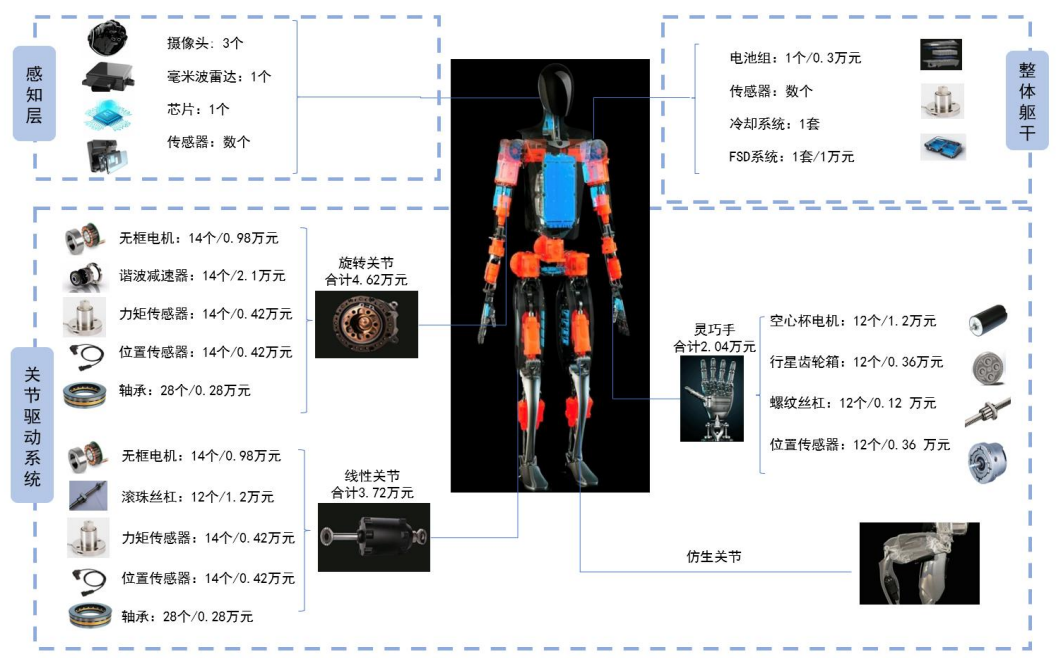 感知层
摄像头: 3个
毫米波雷达: 1个
芯片: 1个
传感器: 数个
整体躯干
电池组: 1个/0.3万元
传感器: 数个
冷却系统: 1套
FSD系统: 1套/1万元
关节驱动系统
无框电机: 14个/0.98万元
谐波减速器: 14个/2.1万元
力矩传感器: 14个/0.42万元
位置传感器: 14个/0.42万元
轴承: 28个/0.28万元
旋转关节
合计4.62万元
无框电机: 14个/0.98万元
滚珠丝杠: 12个/1.2万元
力矩传感器: 14个/0.42万元
位置传感器: 14个/0.42万元
轴承: 28个/0.28万元
线性关节
合计3.72万元
灵巧手
合计2.04万元
空心杯电机: 12个/1.2万元
行星齿轮箱: 12个/0.36万元
螺纹丝杠: 12个/0.12 万元
位置传感器: 12个/0.36 万元
仿生关节